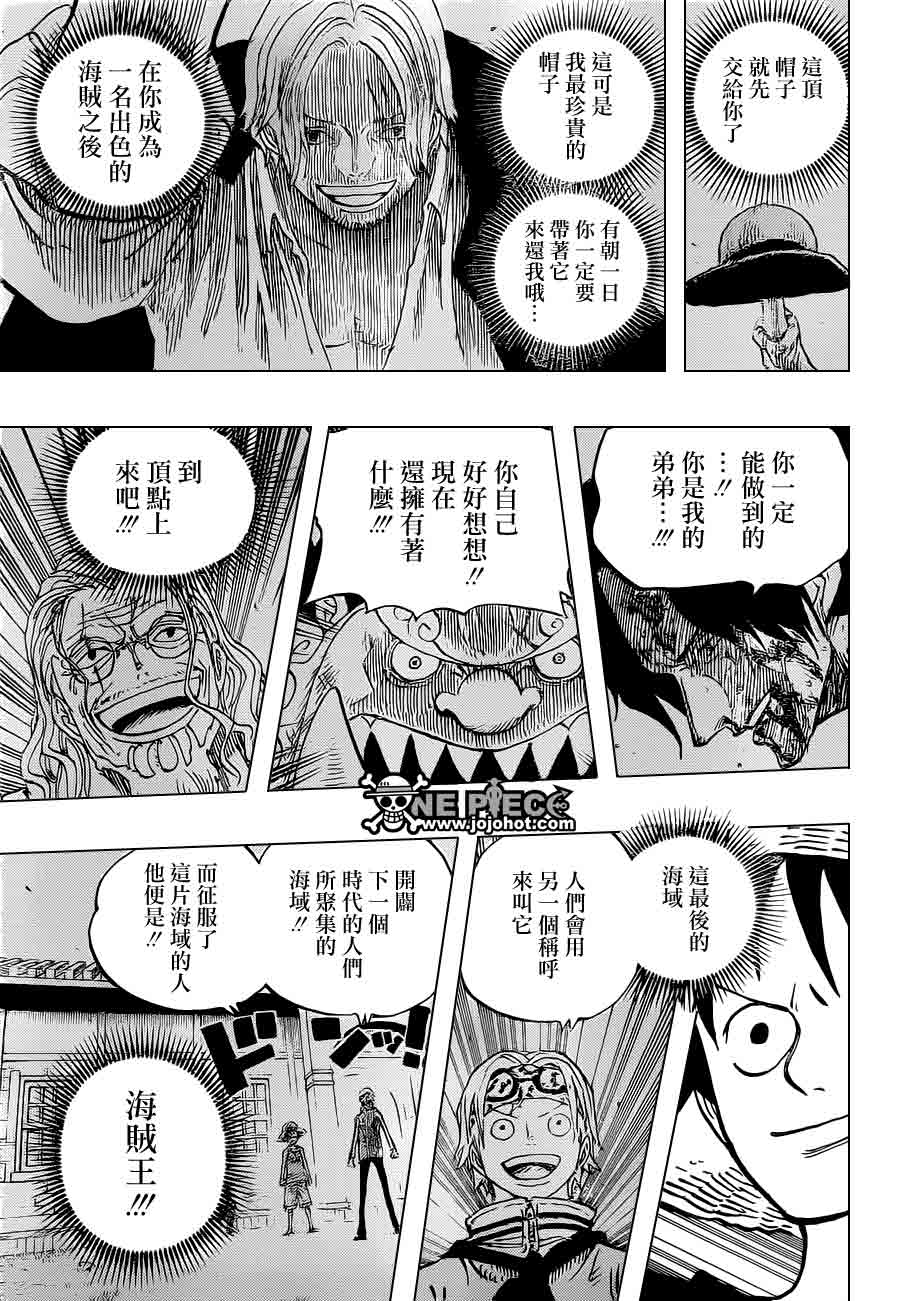 這頂
帽子
就先
交給你了
這可是
我最珍貴的
帽子
有朝一日
你一定要
帶著它
來還我哦…
在你成為
一名出色的
海賊之後
你一定
能做到的
…!!
你是我的
弟弟…!!!
你自己
好好想想!!
現在
還擁有著
什麼!!!
到
頂點上
來吧!!!
ONE PIECE
www.jojohot.com
這最後的
海域
人們會用
另一個稱呼
來叫它
開闢
下一個
時代的人們
所聚集的
海域!!
而征服了
這片海域的人
他便是!!
ドドン!!
海賊王
!!!